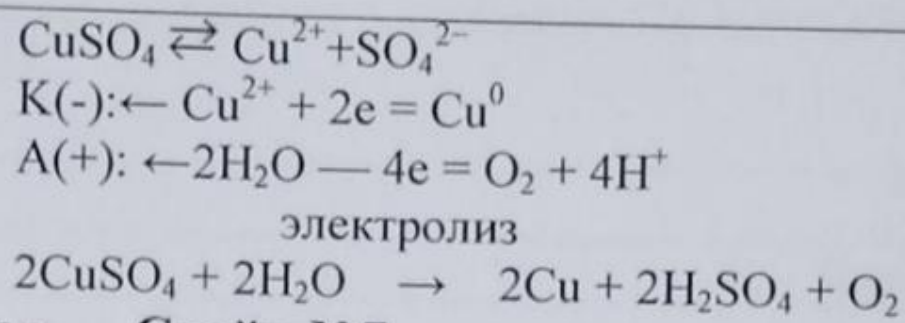 CuSO₄ ⇄ Cu²⁺+SO₄²⁻
K(-):← Cu²⁺ + 2e = Cu⁰
A(+): ←2H₂O — 4e = O₂ + 4H⁺
электролиз
2CuSO₄ + 2H₂O → 2Cu + 2H₂SO₄ + O₂